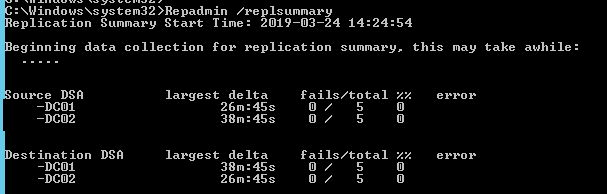 C:\Windows\system32>Repadmin /replsummary
Replication Summary Start Time: 2019-03-24 14:24:54
Beginning data collection for replication summary, this may take awhile:
.....
Source DSA          largest delta    fails/total %%   error
-DC01                   26m:45s    0 /   5    0
-DC02                   38m:45s    0 /   5    0
Destination DSA     largest delta    fails/total %%   error
-DC01                   38m:45s    0 /   5    0
-DC02                   26m:45s    0 /   5    0